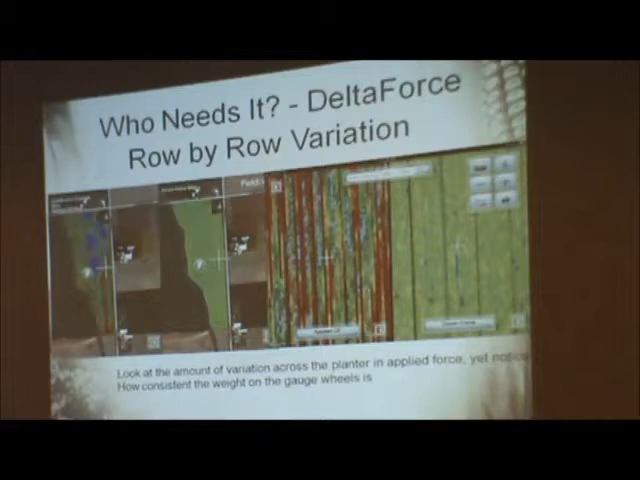 Who Needs It? - DeltaForce
Row by Row Variation
Field
Look at the amount of variation across the planter in applied force, yet notice
How consistent the weight on the gauge wheels is